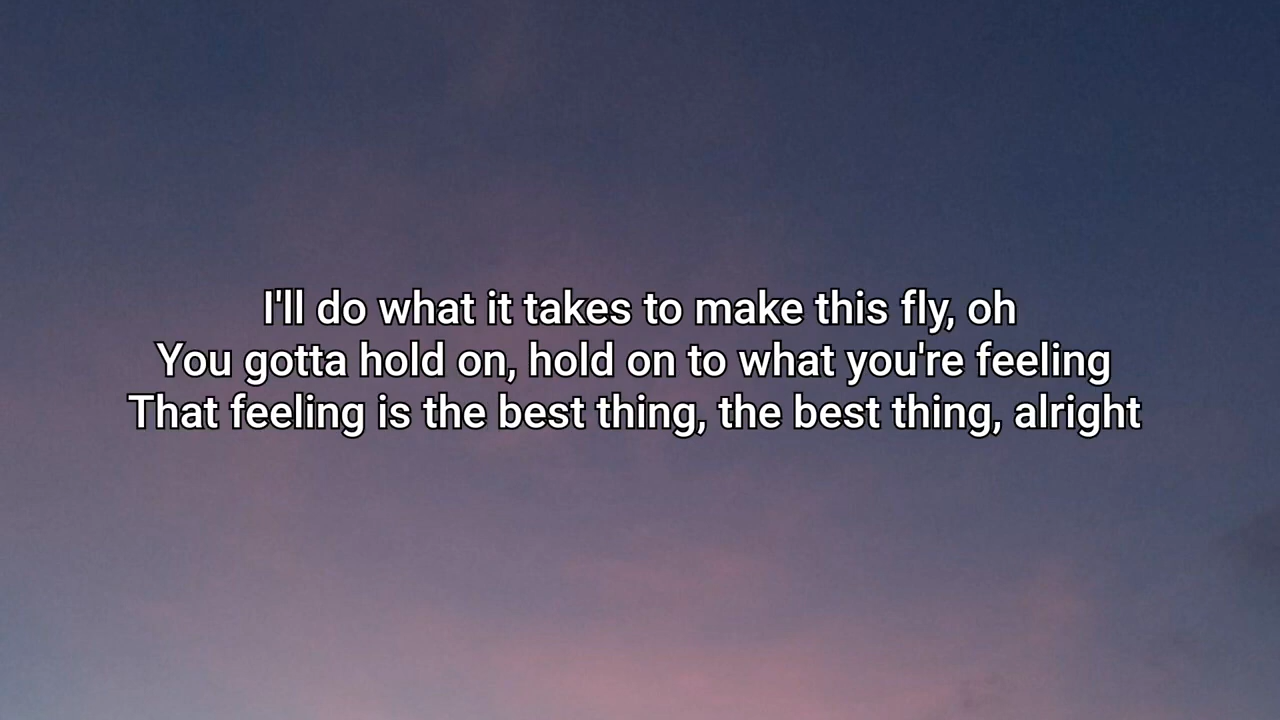 I'll do what it takes to make this fly, oh
You gotta hold on, hold on to what you're feeling
That feeling is the best thing, the best thing, alright